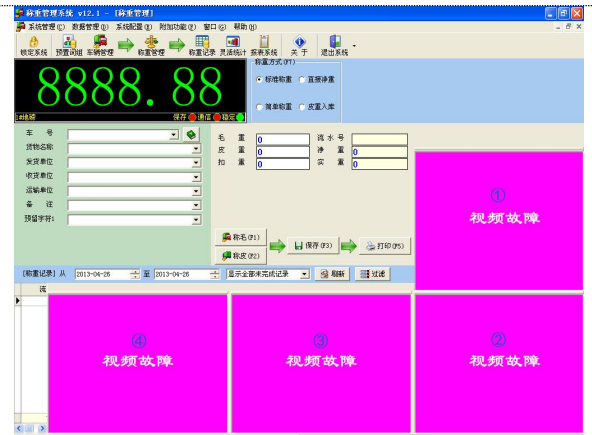 称重管理系统 v12.1 - [称重管理]
系统管理(C) 数据管理(D) 系统配置(Z) 附加功能(P) 窗口(G) 帮助(H)
锁定系统 预置词组 车辆管理 称重管理 称重记录 灵活统计 报表系统 关于 退出系统
称重方式(F7)
标准称重 直接净重
简单称重 皮重入库
8888.88
1#地磅 保存 通信 稳定
车号
货物名称
发货单位
收货单位
运输单位
备注
预留字符1
毛重 0 流水号
皮重 0 净重 0
扣重 0 实重 0
称毛(F1)
称皮(F2)
保存(F3)
打印(F5)
[称重记录] 从 2013-04-26 至 2013-04-26 显示全部未完成记录 刷新 过滤
流
① 视频故障
④ 视频故障
③ 视频故障
② 视频故障